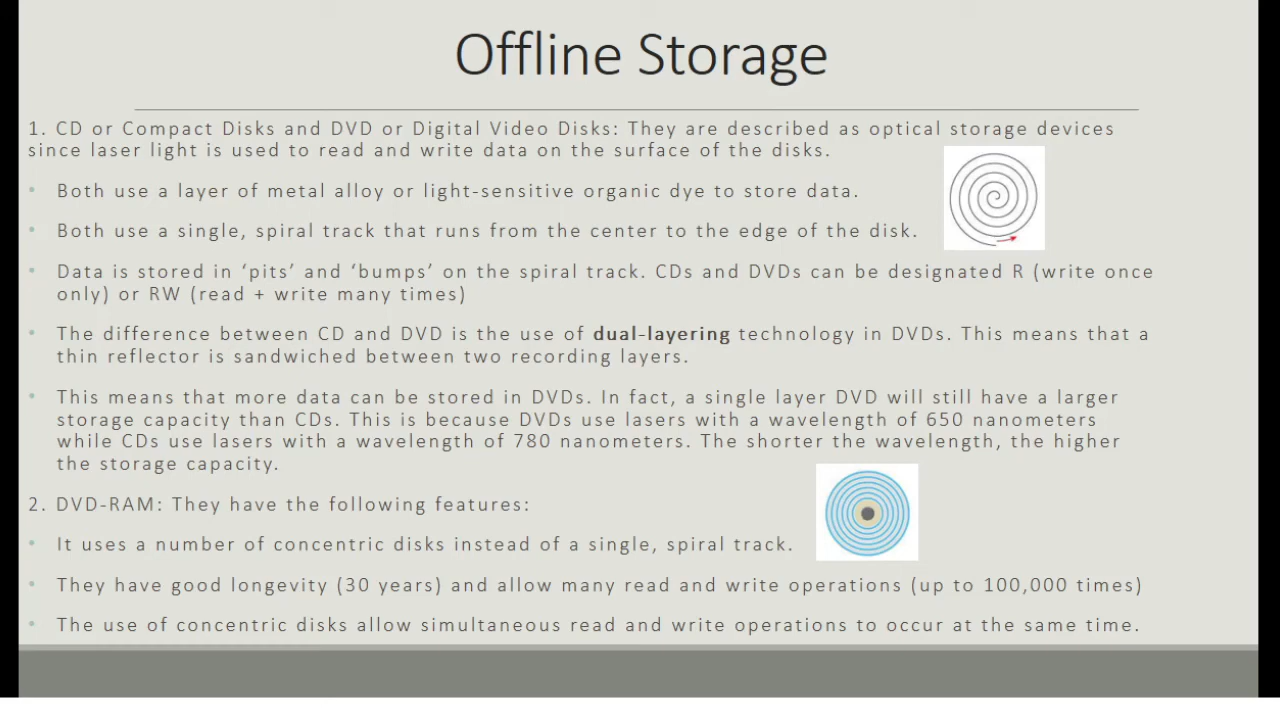 Offline Storage
1. CD or Compact Disks and DVD or Digital Video Disks: They are described as optical storage devices
since laser light is used to read and write data on the surface of the disks.
• Both use a layer of metal alloy or light-sensitive organic dye to store data.
• Both use a single, spiral track that runs from the center to the edge of the disk.
• Data is stored in ‘pits’ and ‘bumps’ on the spiral track. CDs and DVDs can be designated R (write once
only) or RW (read + write many times)
• The difference between CD and DVD is the use of dual-layering technology in DVDs. This means that a
thin reflector is sandwiched between two recording layers.
• This means that more data can be stored in DVDs. In fact, a single layer DVD will still have a larger
storage capacity than CDs. This is because DVDs use lasers with a wavelength of 650 nanometers
while CDs use lasers with a wavelength of 780 nanometers. The shorter the wavelength, the higher
the storage capacity.
2. DVD-RAM: They have the following features:
• It uses a number of concentric disks instead of a single, spiral track.
• They have good longevity (30 years) and allow many read and write operations (up to 100,000 times)
• The use of concentric disks allow simultaneous read and write operations to occur at the same time.